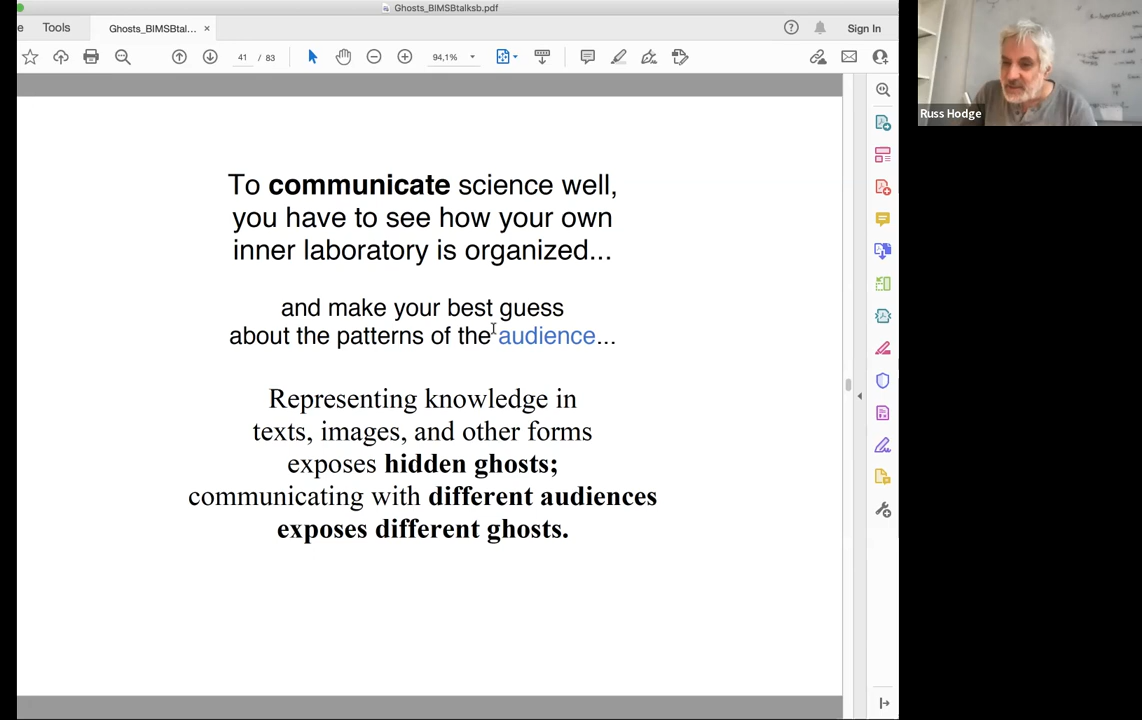 Ghosts_BIMSBtalksb.pdf
e Tools Ghosts_BIMSBtal... × Sign In
41 / 83 94,1%
Russ Hodge
To communicate science well,
you have to see how your own
inner laboratory is organized...
and make your best guess
about the patterns of the audience...
Representing knowledge in
texts, images, and other forms
exposes hidden ghosts;
communicating with different audiences
exposes different ghosts.